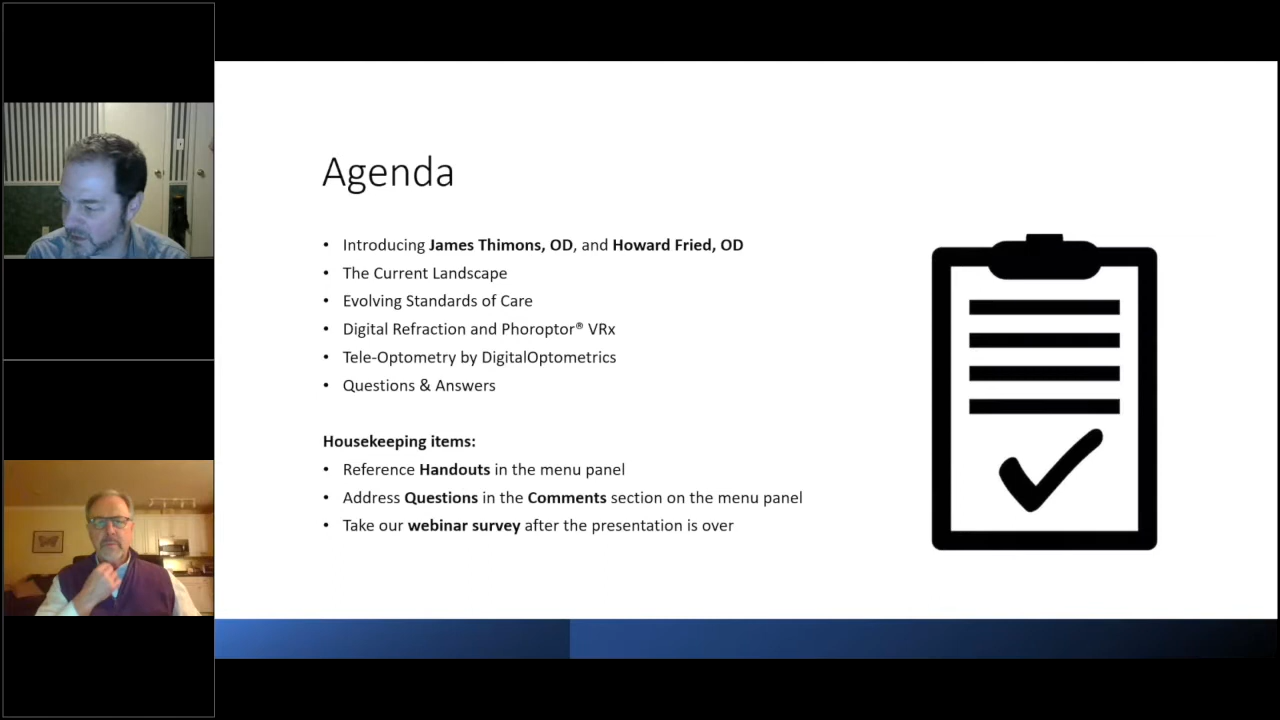 Agenda
• Introducing James Thimons, OD, and Howard Fried, OD
• The Current Landscape
• Evolving Standards of Care
• Digital Refraction and Phoroptor® VRx
• Tele-Optometry by DigitalOptometrics
• Questions & Answers
Housekeeping items:
• Reference Handouts in the menu panel
• Address Questions in the Comments section on the menu panel
• Take our webinar survey after the presentation is over